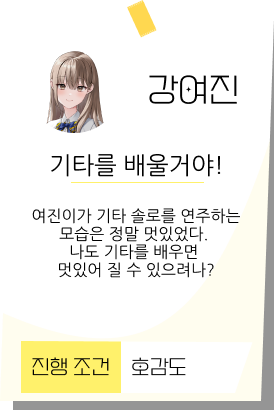 강여진
기타를 배울거야!
여진이가 기타 솔로를 연주하는
모습은 정말 멋있었다.
나도 기타를 배우면
멋있어 질 수 있으려나?
진행 조건 호감도